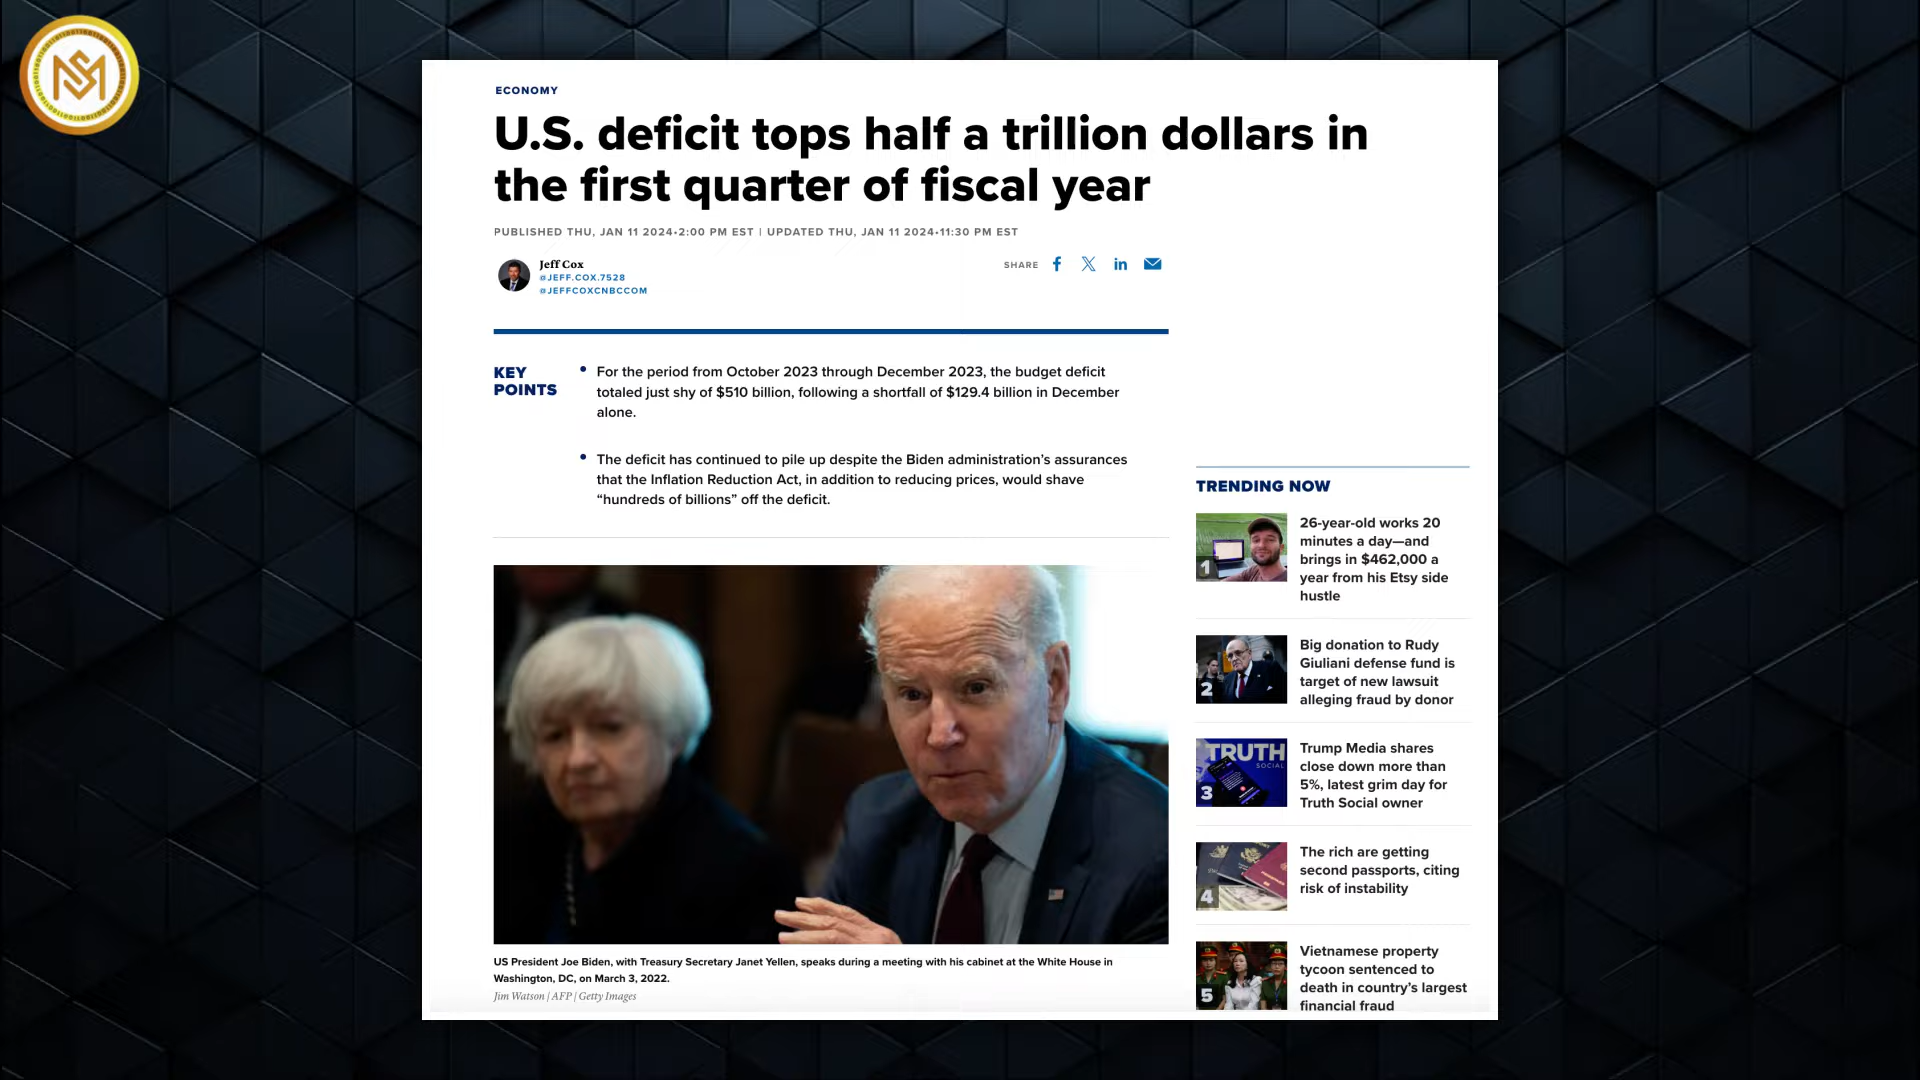 ECONOMY
U.S. deficit tops half a trillion dollars in
the first quarter of fiscal year
PUBLISHED THU, JAN 11 2024•2:00 PM EST | UPDATED THU, JAN 11 2024•11:30 PM EST
Jeff Cox
@JEFF.COX.7528
@JEFFCOXCNBCCOM
SHARE
KEY
POINTS
• For the period from October 2023 through December 2023, the budget deficit
totaled just shy of $510 billion, following a shortfall of $129.4 billion in December
alone.
• The deficit has continued to pile up despite the Biden administration’s assurances
that the Inflation Reduction Act, in addition to reducing prices, would shave
“hundreds of billions” off the deficit.
US President Joe Biden, with Treasury Secretary Janet Yellen, speaks during a meeting with his cabinet at the White House in
Washington, DC, on March 3, 2022.
Jim Watson | AFP | Getty Images
TRENDING NOW
1
26-year-old works 20
minutes a day—and
brings in $462,000 a
year from his Etsy side
hustle
2
Big donation to Rudy
Giuliani defense fund is
target of new lawsuit
alleging fraud by donor
TRUTH
SOCIAL
3
Trump Media shares
close down more than
5%, latest grim day for
Truth Social owner
4
The rich are getting
second passports, citing
risk of instability
5
Vietnamese property
tycoon sentenced to
death in country’s largest
financial fraud